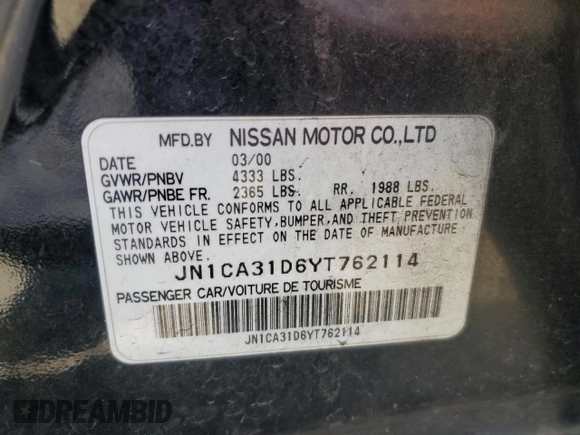 MFD.BY NISSAN MOTOR CO.,LTD
DATE 03/00
GVWR/PNBV 4333 LBS.
GAWR/PNBE FR. 2365 LBS. RR. 1988 LBS.
THIS VEHICLE CONFORMS TO ALL APPLICABLE FEDERAL
MOTOR VEHICLE SAFETY,BUMPER,AND THEFT PREVENTION
STANDARDS IN EFFECT ON THE DATE OF MANUFACTURE
SHOWN ABOVE.
JN1CA31D6YT762114
PASSENGER CAR/VOITURE DE TOURISME
JN1CA31D6YT762114
DREAMBID